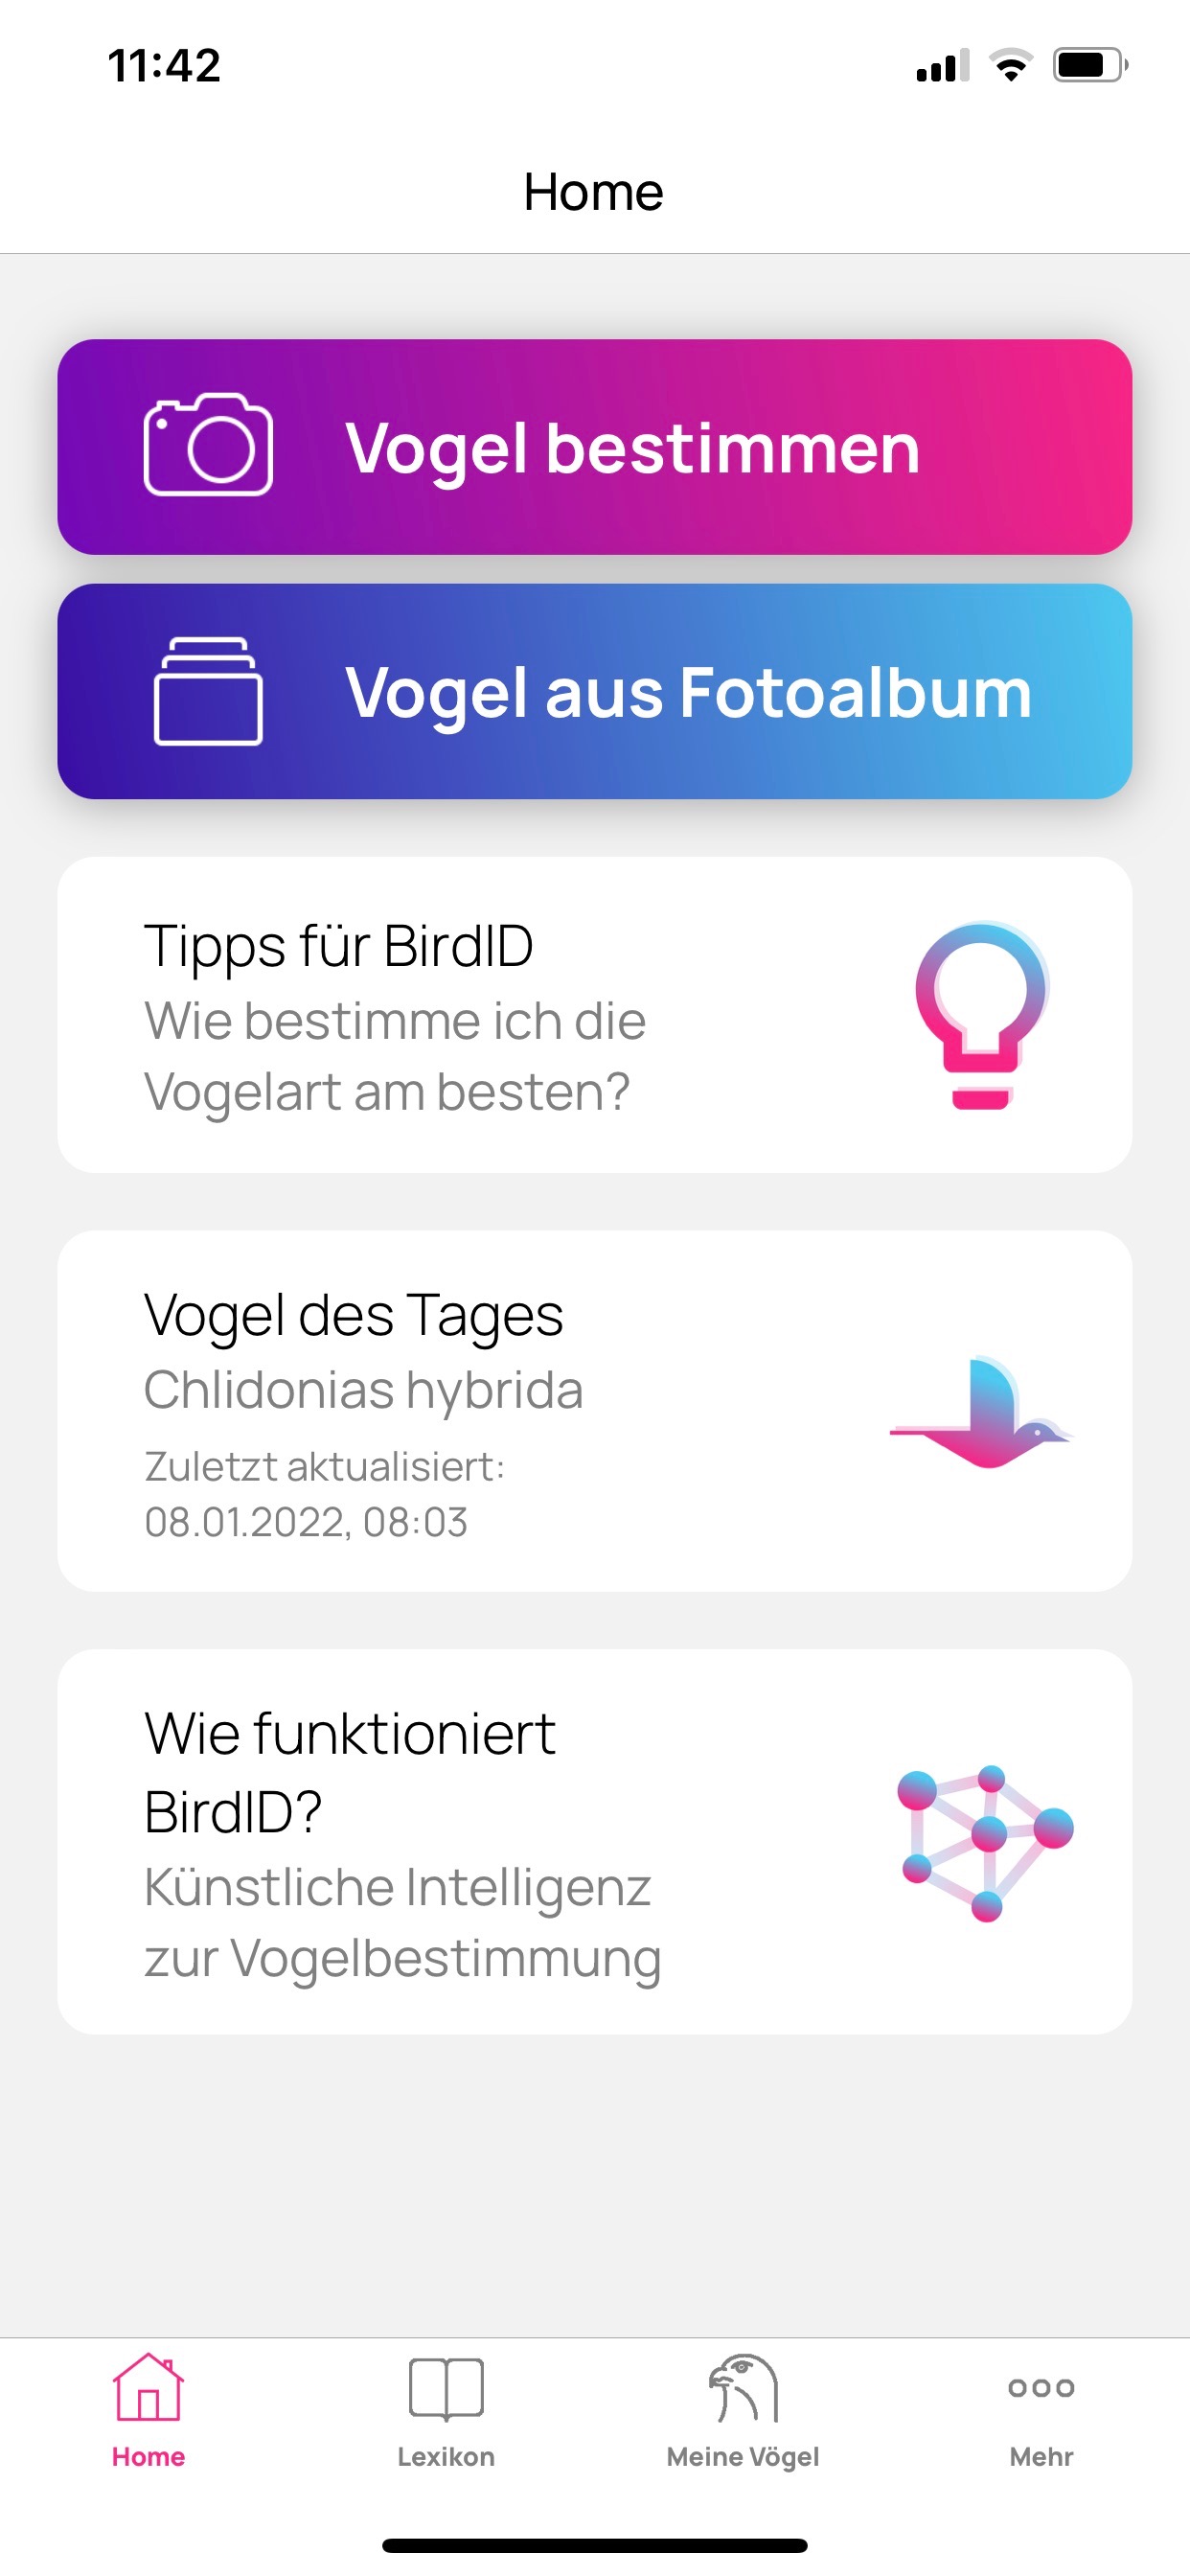 11:42
Home
Vogel bestimmen
Vogel aus Fotoalbum
Tipps für BirdID
Wie bestimme ich die
Vogelart am besten?
Vogel des Tages
Chlidonias hybrida
Zuletzt aktualisiert:
08.01.2022, 08:03
Wie funktioniert
BirdID?
Künstliche Intelligenz
zur Vogelbestimmung
Home
Lexikon
Meine Vögel
Mehr